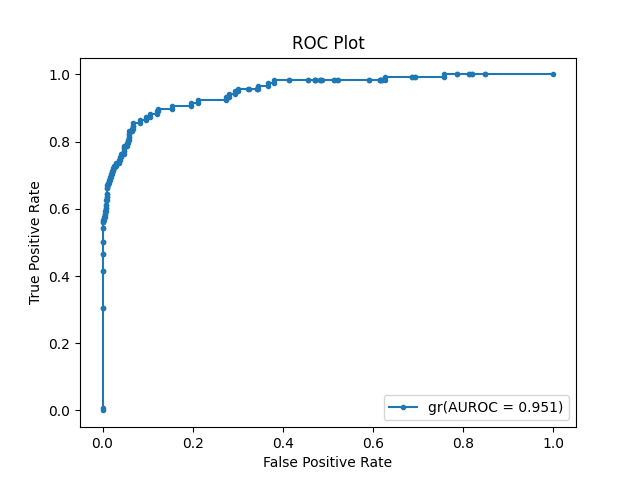 ROC Plot
True Positive Rate
1.0
0.8
0.6
0.4
0.2
0.0
0.0 0.2 0.4 0.6 0.8 1.0
False Positive Rate
gr(AUROC = 0.951)